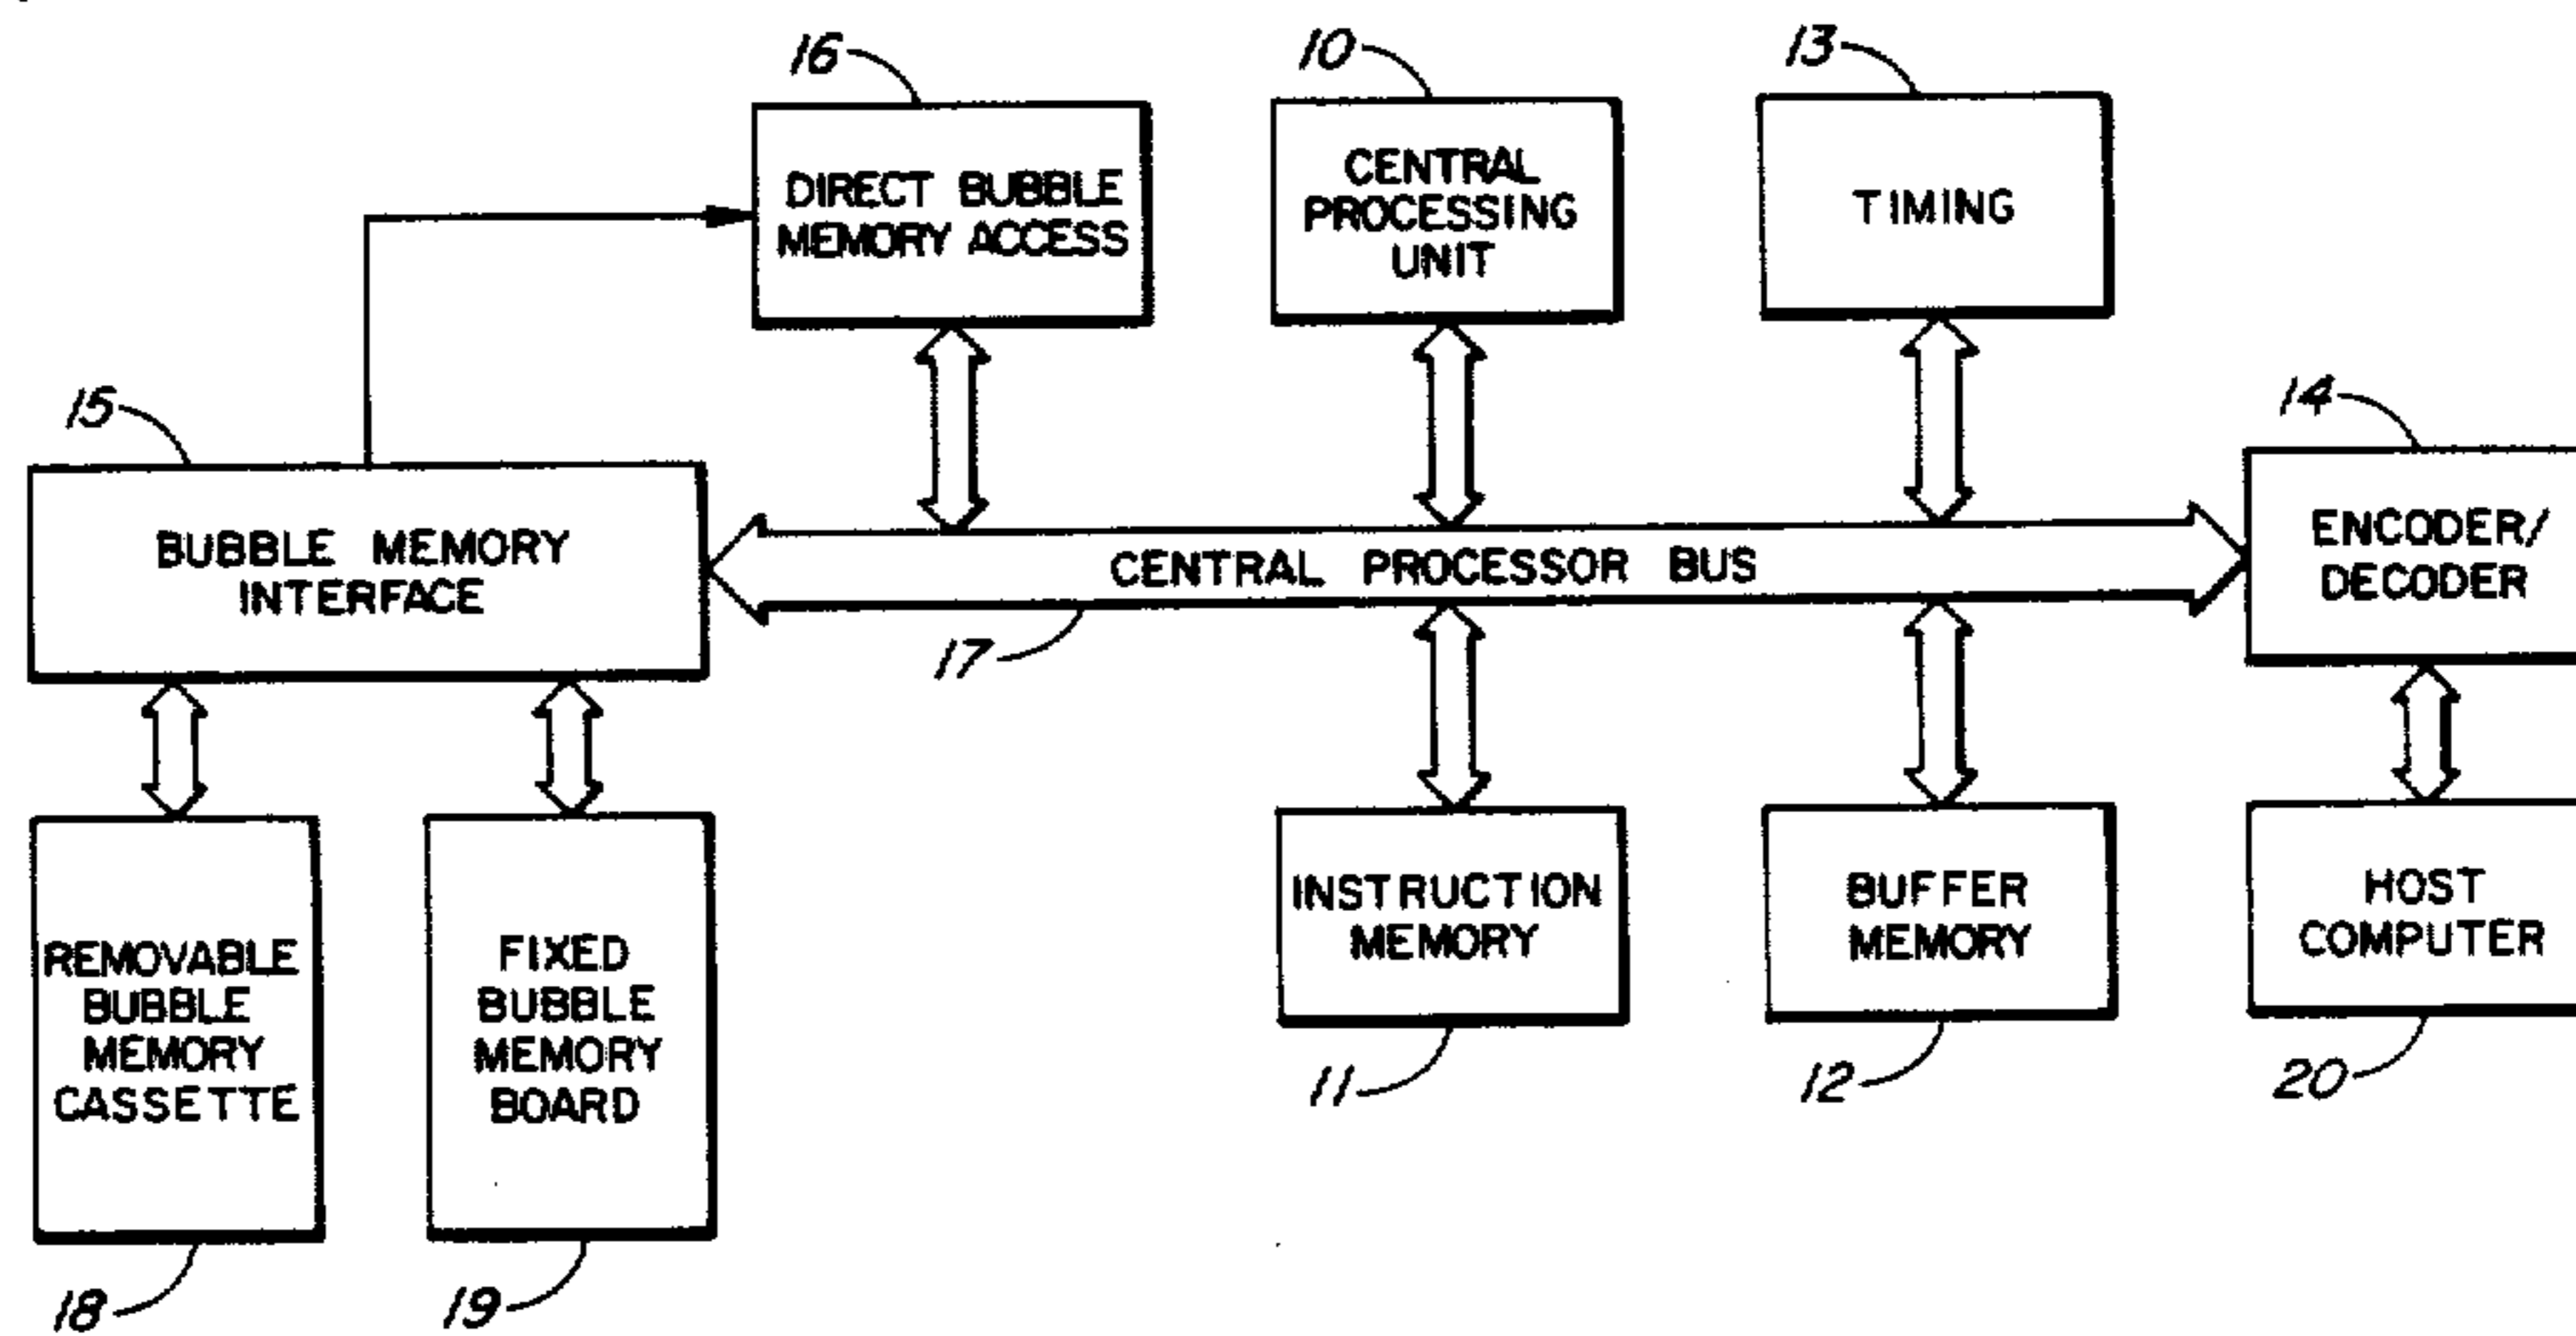 16
10
13
DIRECT BUBBLE
MEMORY ACCESS
CENTRAL
PROCESSING
UNIT
TIMING
15
14
BUBBLE MEMORY
INTERFACE
CENTRAL PROCESSOR BUS
17
ENCODER/
DECODER
REMOVABLE
BUBBLE
MEMORY
CASSETTE
18
FIXED
BUBBLE
MEMORY
BOARD
19
INSTRUCTION
MEMORY
11
BUFFER
MEMORY
12
HOST
COMPUTER
20